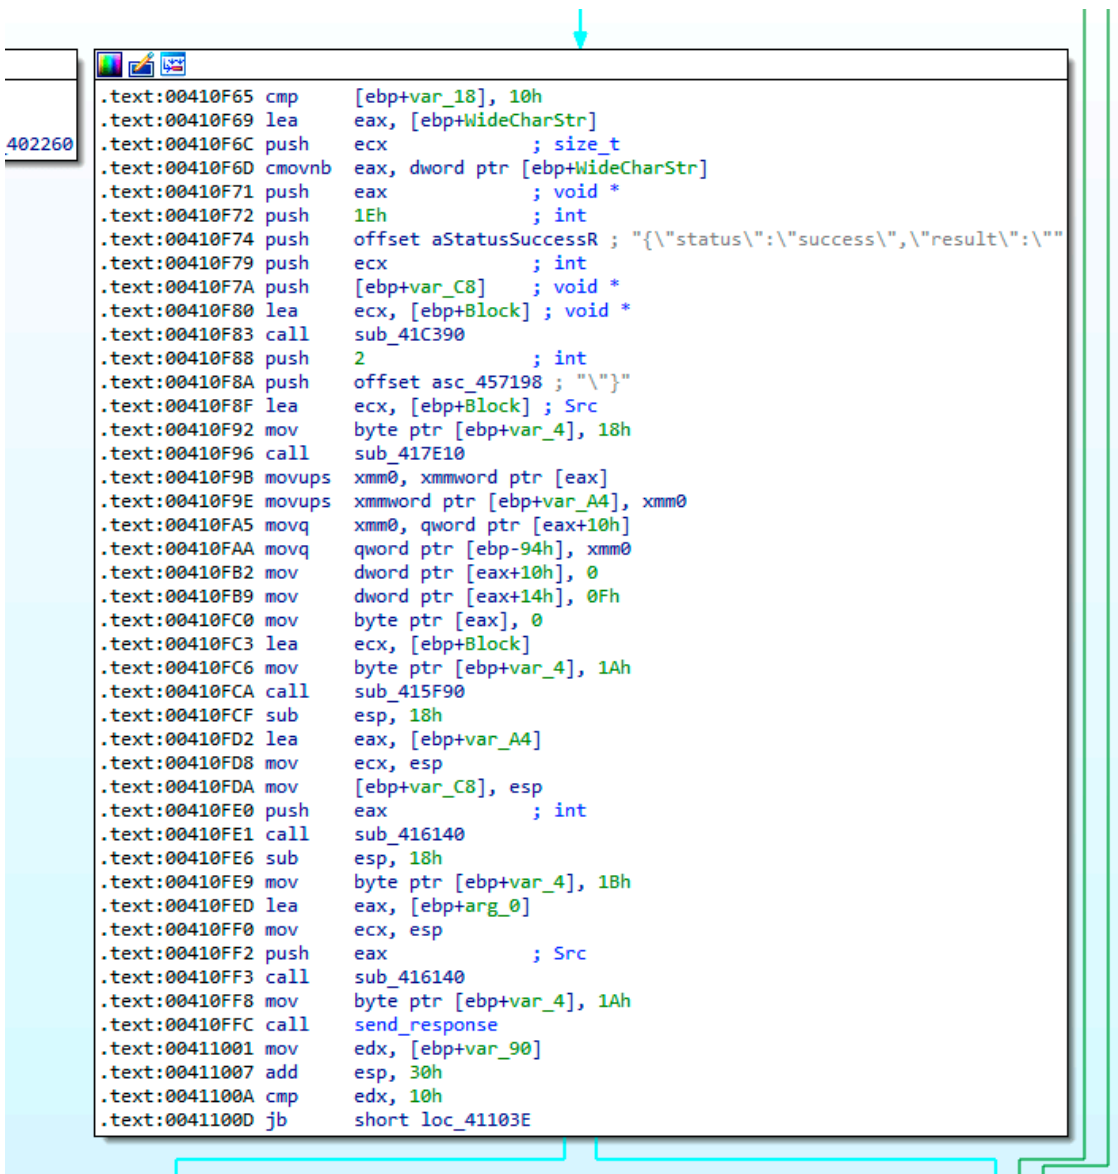 402260
.text:00410F65 cmp [ebp+var_18], 10h
.text:00410F69 lea eax, [ebp+WideCharStr]
.text:00410F6C push ecx ; size_t
.text:00410F6D cmovnb eax, dword ptr [ebp+WideCharStr]
.text:00410F71 push eax ; void *
.text:00410F72 push 1Eh ; int
.text:00410F74 push offset aStatusSuccessR ; "{\"status\":\"success\",\"result\":\""
.text:00410F79 push ecx ; int
.text:00410F7A push [ebp+var_C8] ; void *
.text:00410F80 lea ecx, [ebp+Block] ; void *
.text:00410F83 call sub_41C390
.text:00410F88 push 2 ; int
.text:00410F8A push offset asc_457198 ; "\"}"
.text:00410F8F lea ecx, [ebp+Block] ; Src
.text:00410F92 mov byte ptr [ebp+var_4], 18h
.text:00410F96 call sub_417E10
.text:00410F9B movups xmm0, xmmword ptr [eax]
.text:00410F9E movups xmmword ptr [ebp+var_A4], xmm0
.text:00410FA5 movq xmm0, qword ptr [eax+10h]
.text:00410FAA movq qword ptr [ebp-94h], xmm0
.text:00410FB2 mov dword ptr [eax+10h], 0
.text:00410FB9 mov dword ptr [eax+14h], 0Fh
.text:00410FC0 mov byte ptr [eax], 0
.text:00410FC3 lea ecx, [ebp+Block]
.text:00410FC6 mov byte ptr [ebp+var_4], 1Ah
.text:00410FCA call sub_415F90
.text:00410FCF sub esp, 18h
.text:00410FD2 lea eax, [ebp+var_A4]
.text:00410FD8 mov ecx, esp
.text:00410FDA mov [ebp+var_C8], esp
.text:00410FE0 push eax ; int
.text:00410FE1 call sub_416140
.text:00410FE6 sub esp, 18h
.text:00410FE9 mov byte ptr [ebp+var_4], 1Bh
.text:00410FED lea eax, [ebp+arg_0]
.text:00410FF0 mov ecx, esp
.text:00410FF2 push eax ; Src
.text:00410FF3 call sub_416140
.text:00410FF8 mov byte ptr [ebp+var_4], 1Ah
.text:00410FFC call send_response
.text:00411001 mov edx, [ebp+var_90]
.text:00411007 add esp, 30h
.text:0041100A cmp edx, 10h
.text:0041100D jb short loc_41103E